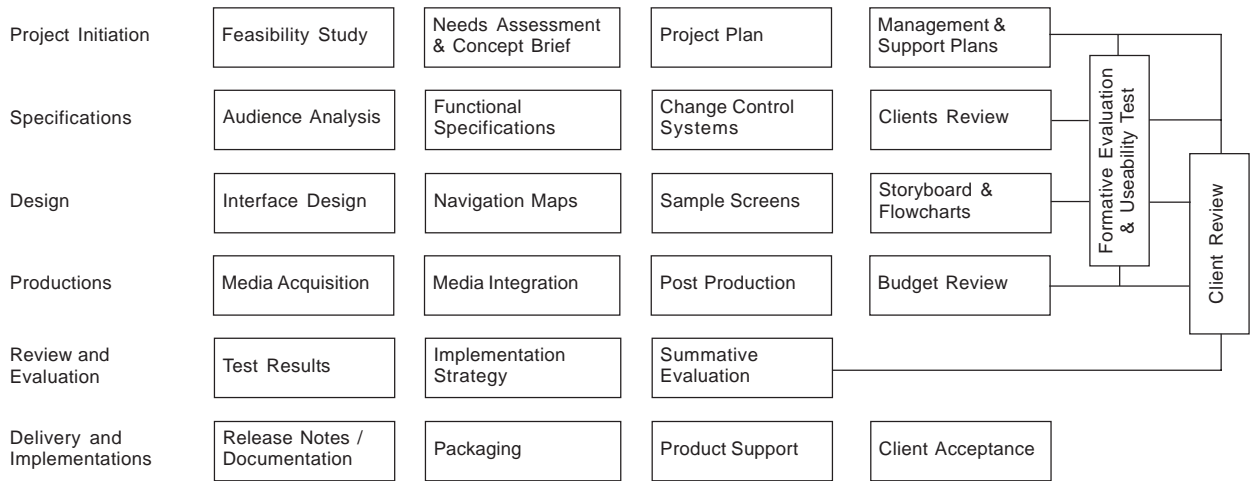 Project Initiation
Feasibility Study
Needs Assessment
& Concept Brief
Project Plan
Management &
Support Plans
Specifications
Audience Analysis
Functional
Specifications
Change Control
Systems
Clients Review
Design
Interface Design
Navigation Maps
Sample Screens
Storyboard &
Flowcharts
Productions
Media Acquisition
Media Integration
Post Production
Budget Review
Formative Evaluation
& Useability Test
Client Review
Review and
Evaluation
Test Results
Implementation
Strategy
Summative
Evaluation
Delivery and
Implementations
Release Notes /
Documentation
Packaging
Product Support
Client Acceptance